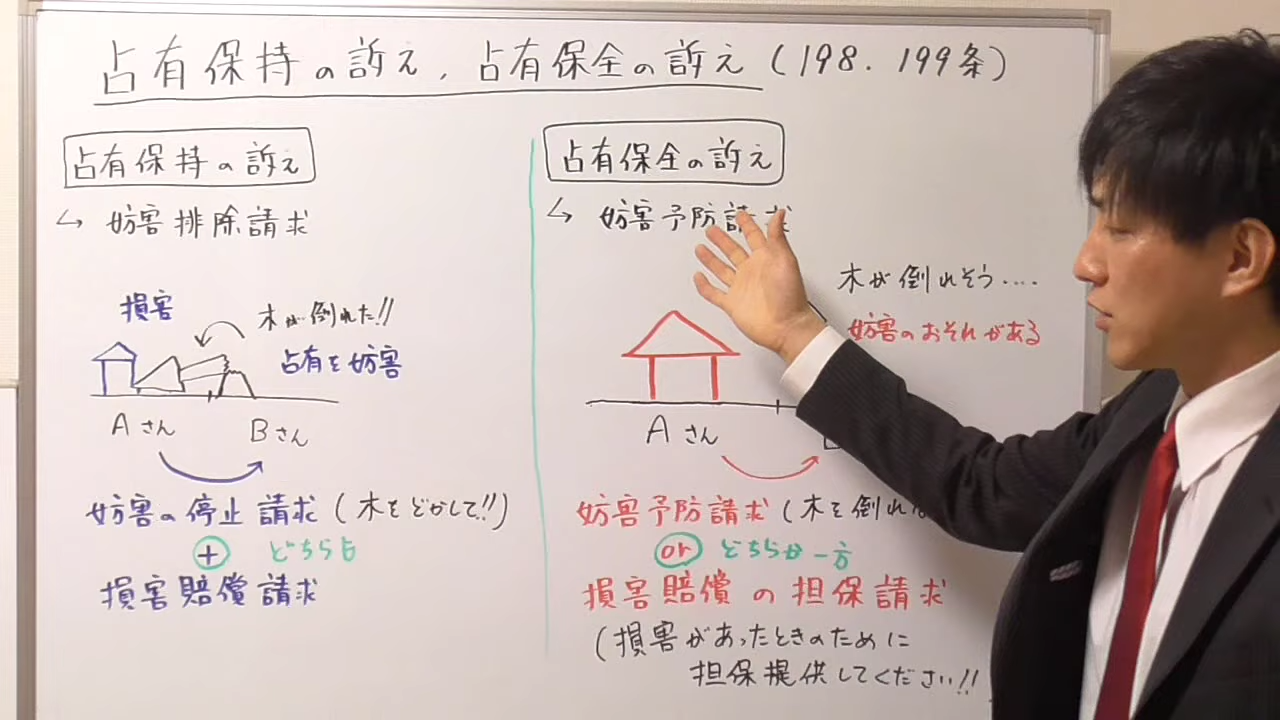 占有保持の訴え、占有保全の訴え(198.199条)
占有保持の訴え
↳ 妨害排除請求
損害
木が倒れた!!
占有を妨害
Aさん
Bさん
妨害の停止請求(木をどかして!!)
+ どちらも
損害賠償請求
占有保全の訴え
↳ 妨害予防請求
木が倒れそう....
妨害のおそれがある
Aさん
妨害予防請求(木を倒れ
or どちらか一方
損害賠償の担保請求
(損害があったときのために
担保提供してください!!